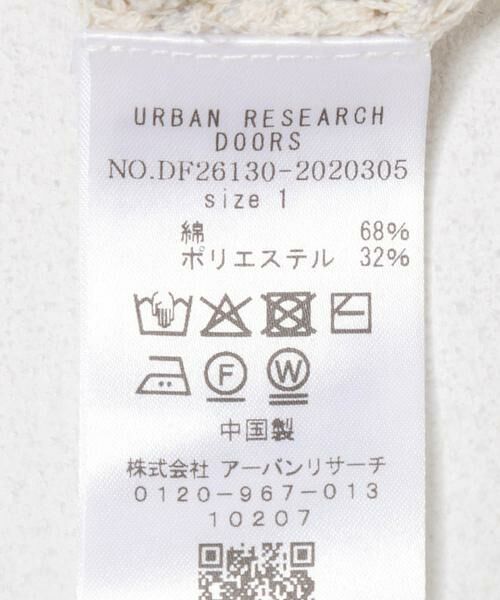 URBAN RESEARCH
DOORS
NO.DF26130-2020305
size 1
綿 68%
ポリエステル 32%
F W
中国製
株式会社 アーバンリサーチ
0120-967-013
10207